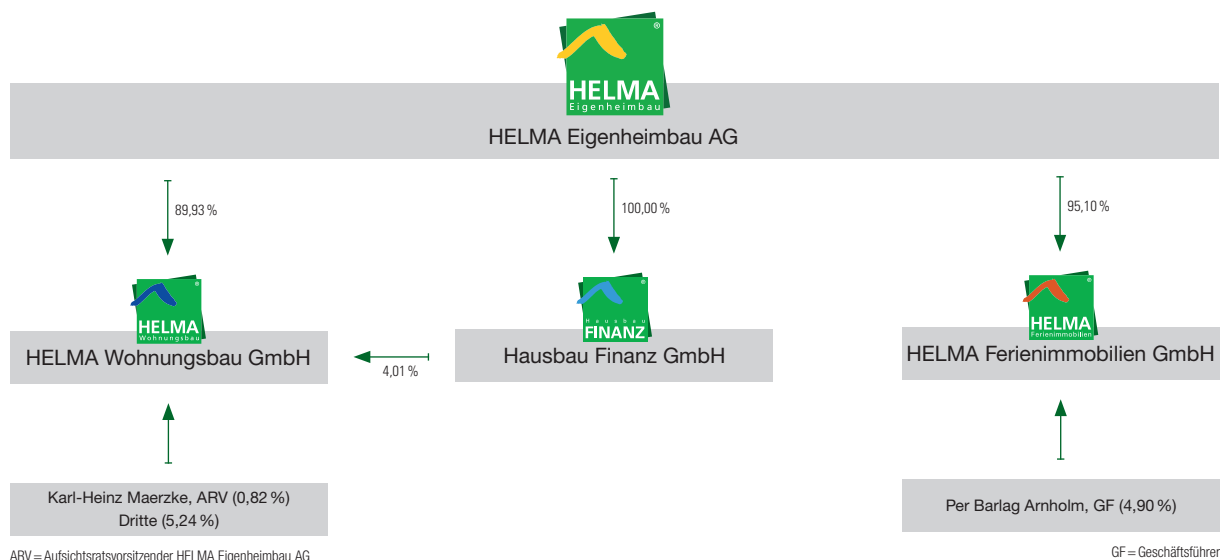 ®
HELMA
Eigenheimbau
HELMA Eigenheimbau AG
89,93 %
100,00 %
95,10 %
®
HELMA
Wohnungsbau
HELMA Wohnungsbau GmbH
4,01 %
®
Hausbau
FINANZ
Hausbau Finanz GmbH
®
HELMA
Ferienimmobilien
HELMA Ferienimmobilien GmbH
Karl-Heinz Maerzke, ARV (0,82 %)
Dritte (5,24 %)
Per Barlag Arnholm, GF (4,90 %)
ARV = Aufsichtsratsvorsitzender HELMA Eigenheimbau AG
GF = Geschäftsführer